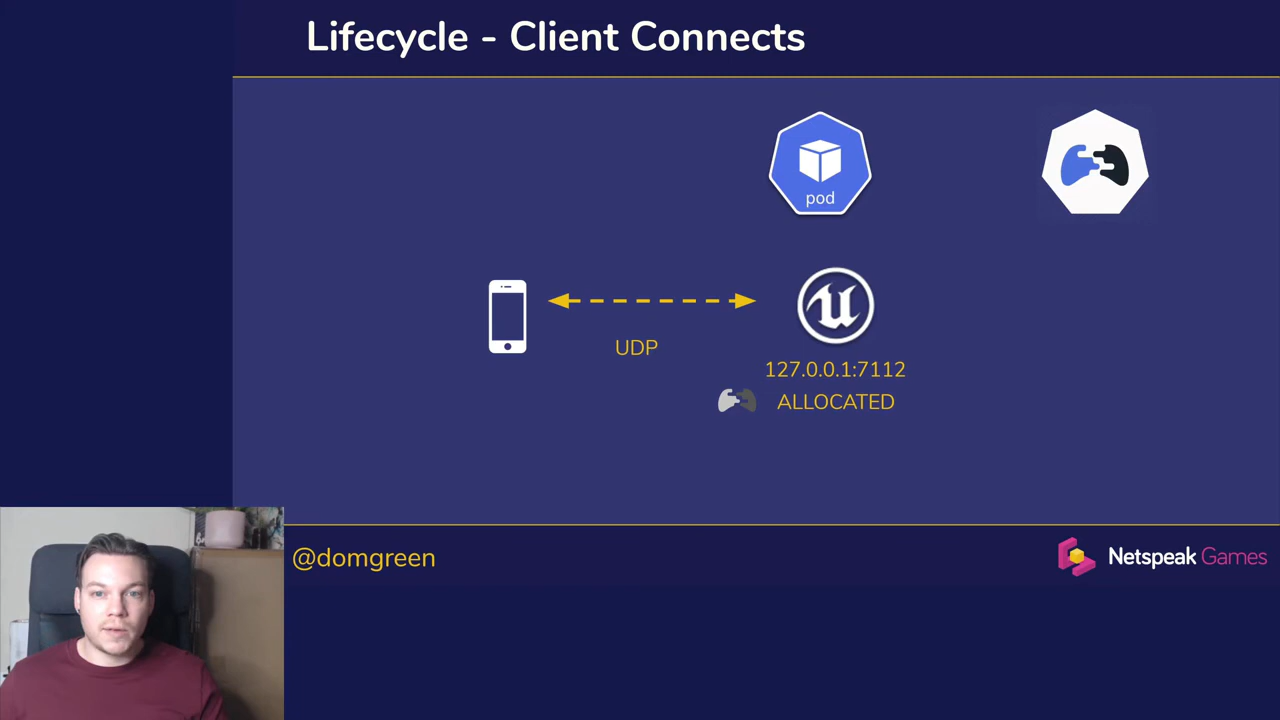 Lifecycle - Client Connects
pod
UDP
127.0.0.1:7112
ALLOCATED
@domgreen
Netspeak Games